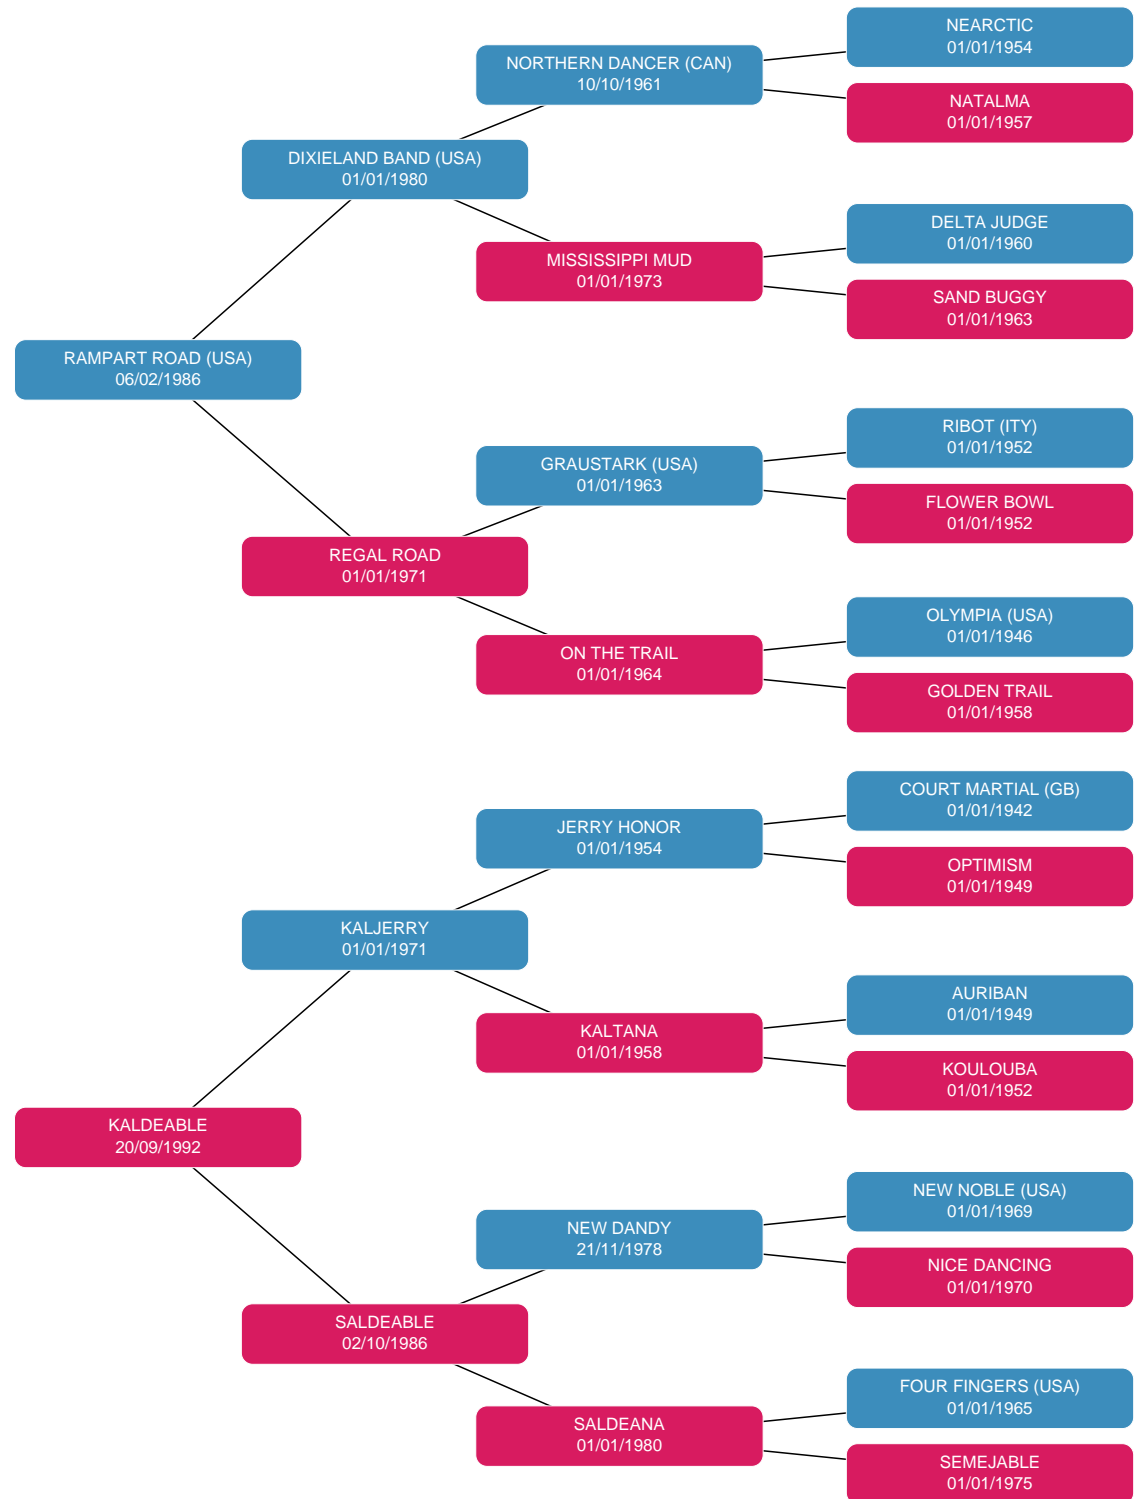 NEARCTIC
01/01/1954
NORTHERN DANCER (CAN)
10/10/1961
NATALMA
01/01/1957
DIXIELAND BAND (USA)
01/01/1980
DELTA JUDGE
01/01/1960
MISSISSIPPI MUD
01/01/1973
SAND BUGGY
01/01/1963
RAMPART ROAD (USA)
06/02/1986
RIBOT (ITY)
01/01/1952
GRAUSTARK (USA)
01/01/1963
FLOWER BOWL
01/01/1952
REGAL ROAD
01/01/1971
OLYMPIA (USA)
01/01/1946
ON THE TRAIL
01/01/1964
GOLDEN TRAIL
01/01/1958
COURT MARTIAL (GB)
01/01/1942
JERRY HONOR
01/01/1954
OPTIMISM
01/01/1949
KALJERRY
01/01/1971
AURIBAN
01/01/1949
KALTANA
01/01/1958
KOULOUBA
01/01/1952
KALDEABLE
20/09/1992
NEW NOBLE (USA)
01/01/1969
NEW DANDY
21/11/1978
NICE DANCING
01/01/1970
SALDEABLE
02/10/1986
FOUR FINGERS (USA)
01/01/1965
SALDEANA
01/01/1980
SEMEJABLE
01/01/1975